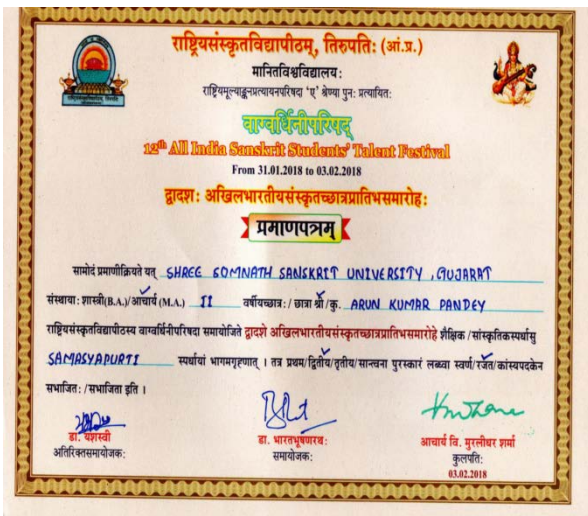 राष्ट्रियसंस्कृतविद्यापीठम्, तिरुपतिः (आं.प्र.)
मानितविश्वविद्यालयः
राष्ट्रियमूल्याङ्कनप्रत्यायनपरिषदा 'ए' श्रेण्या पुनः प्रत्यायितः
वाग्वर्धिनीपरिषद्
12th All India Sanskrit Students' Talent Festival
From 31.01.2018 to 03.02.2018
द्वादशः अखिलभारतीयसंस्कृतच्छात्रप्रतिभसमारोहः
प्रमाणपत्रम्
सामोदं प्रमाणीक्रियते यत् SHREE SOMNATH SANSKRIT UNIVERSITY, GUJARAT
संस्थायाः शास्त्री(B.A.)/आचार्य (M.A.) II वर्षीयच्छात्रः / छात्रा श्री/कु. ARUN KUMAR PANDEY
राष्ट्रियसंस्कृतविद्यापीठस्य वाग्वर्धिनीपरिषदा समायोजिते द्वादशे अखिलभारतीयसंस्कृतच्छात्रप्रतिभसमारोहे शैक्षिक / सांस्कृतिकस्पर्धासु
SAMASYAPURTI स्पर्धायां भागमगृह्णात् । तत्र प्रथम/द्वितीय/तृतीय/सान्त्वना पुरस्कारं लब्ध्वा स्वर्ण/रजत/कांस्यपदकेन
सभाजितः /सभाजिता इति ।
डा. यशस्वी
अतिरिक्तसमायोजकः
डा. भारतभूषणरथः
समायोजकः
आचार्य वि. मुरलीधर शर्मा
कुलपतिः
03.02.2018